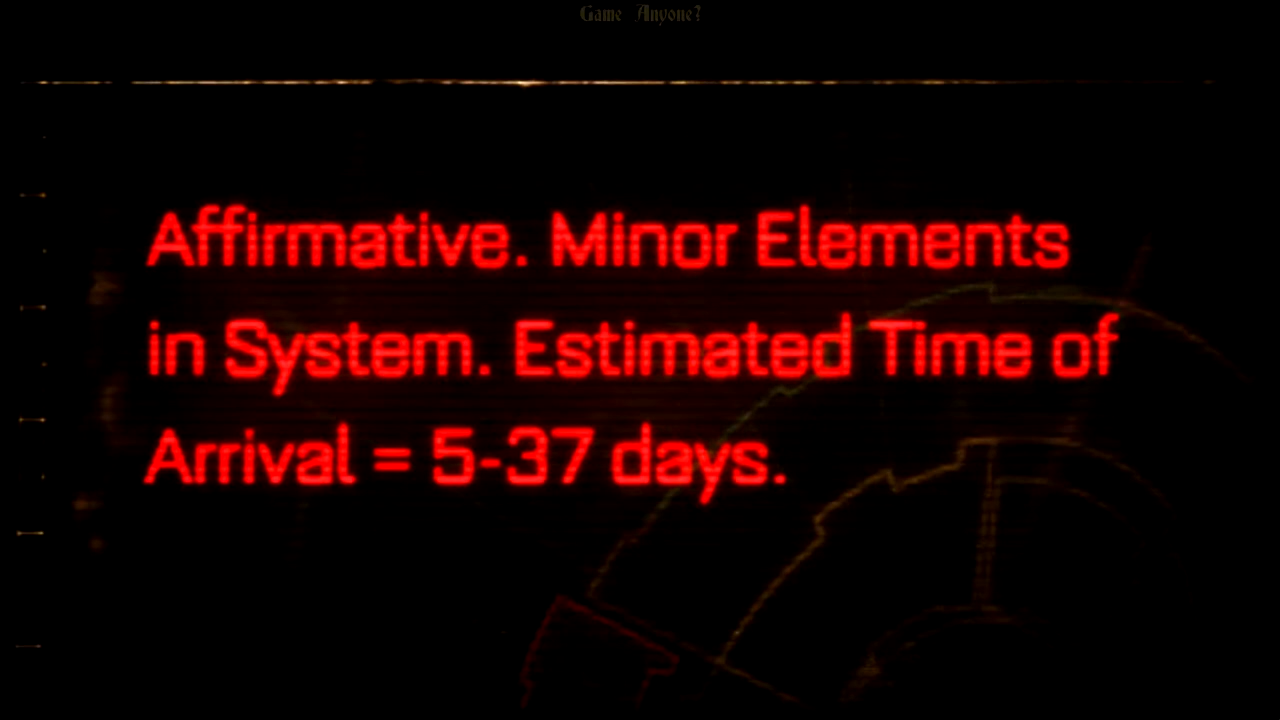 Game Anyone?
Affirmative. Minor Elements
in System. Estimated Time of
Arrival = 5-37 days.